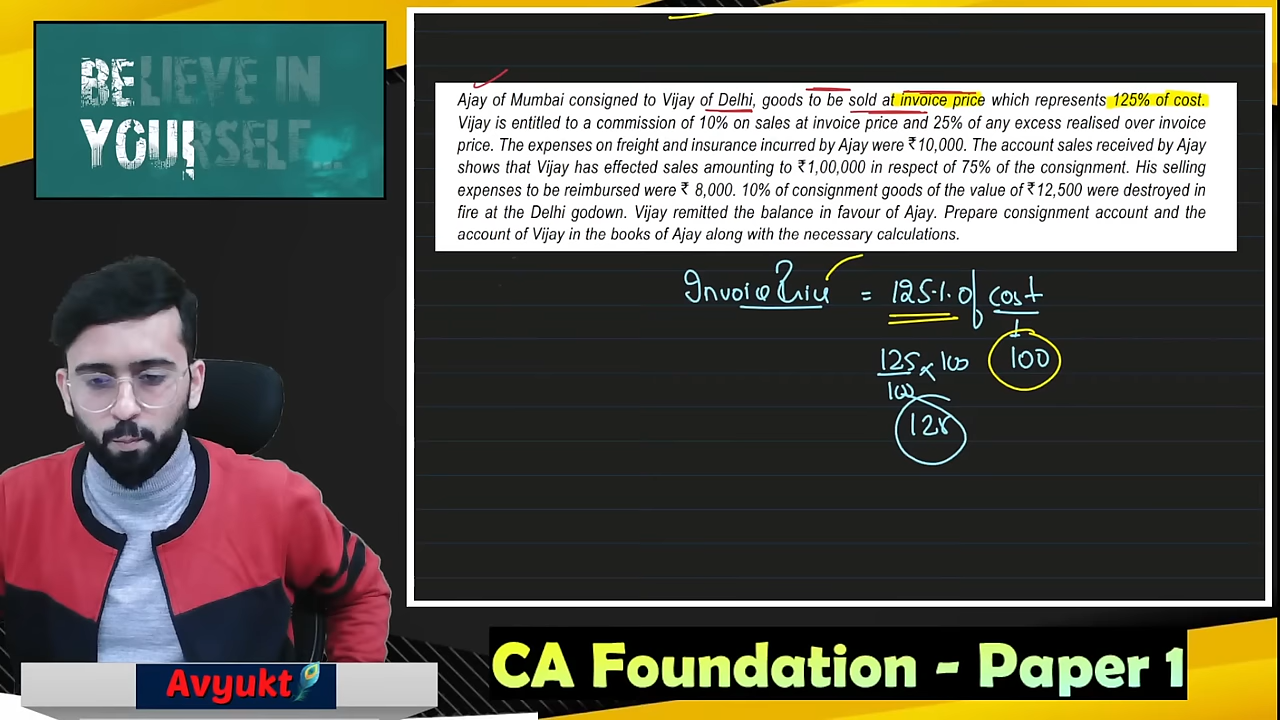 BELIEVE IN
YOURSELF...
Ajay of Mumbai consigned to Vijay of Delhi, goods to be sold at invoice price which represents 125% of cost.
Vijay is entitled to a commission of 10% on sales at invoice price and 25% of any excess realised over invoice
price. The expenses on freight and insurance incurred by Ajay were ₹10,000. The account sales received by Ajay
shows that Vijay has effected sales amounting to ₹1,00,000 in respect of 75% of the consignment. His selling
expenses to be reimbursed were ₹ 8,000. 10% of consignment goods of the value of ₹12,500 were destroyed in
fire at the Delhi godown. Vijay remitted the balance in favour of Ajay. Prepare consignment account and the
account of Vijay in the books of Ajay along with the necessary calculations.
Invoice Price = 125% of cost
125 × 100 100
100
125
Avyukt
CA Foundation - Paper 1